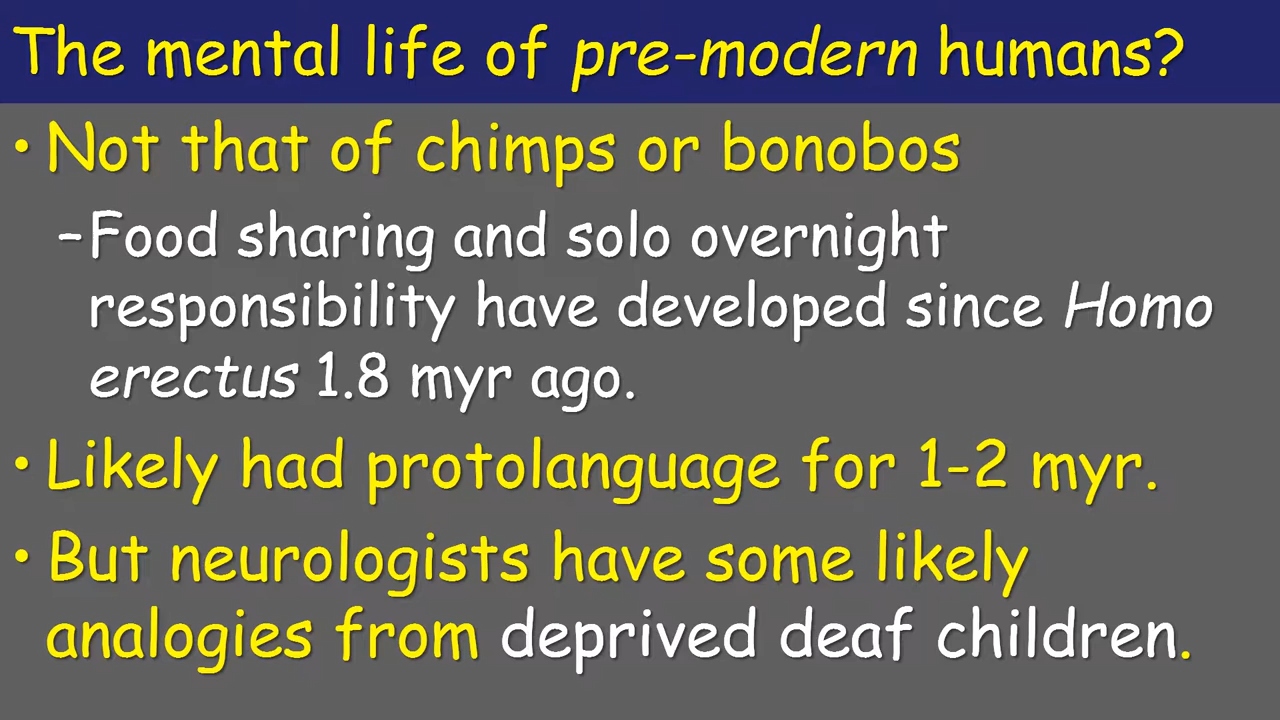 The mental life of pre-modern humans?
• Not that of chimps or bonobos
–Food sharing and solo overnight
responsibility have developed since Homo
erectus 1.8 myr ago.
• Likely had protolanguage for 1-2 myr.
• But neurologists have some likely
analogies from deprived deaf children.